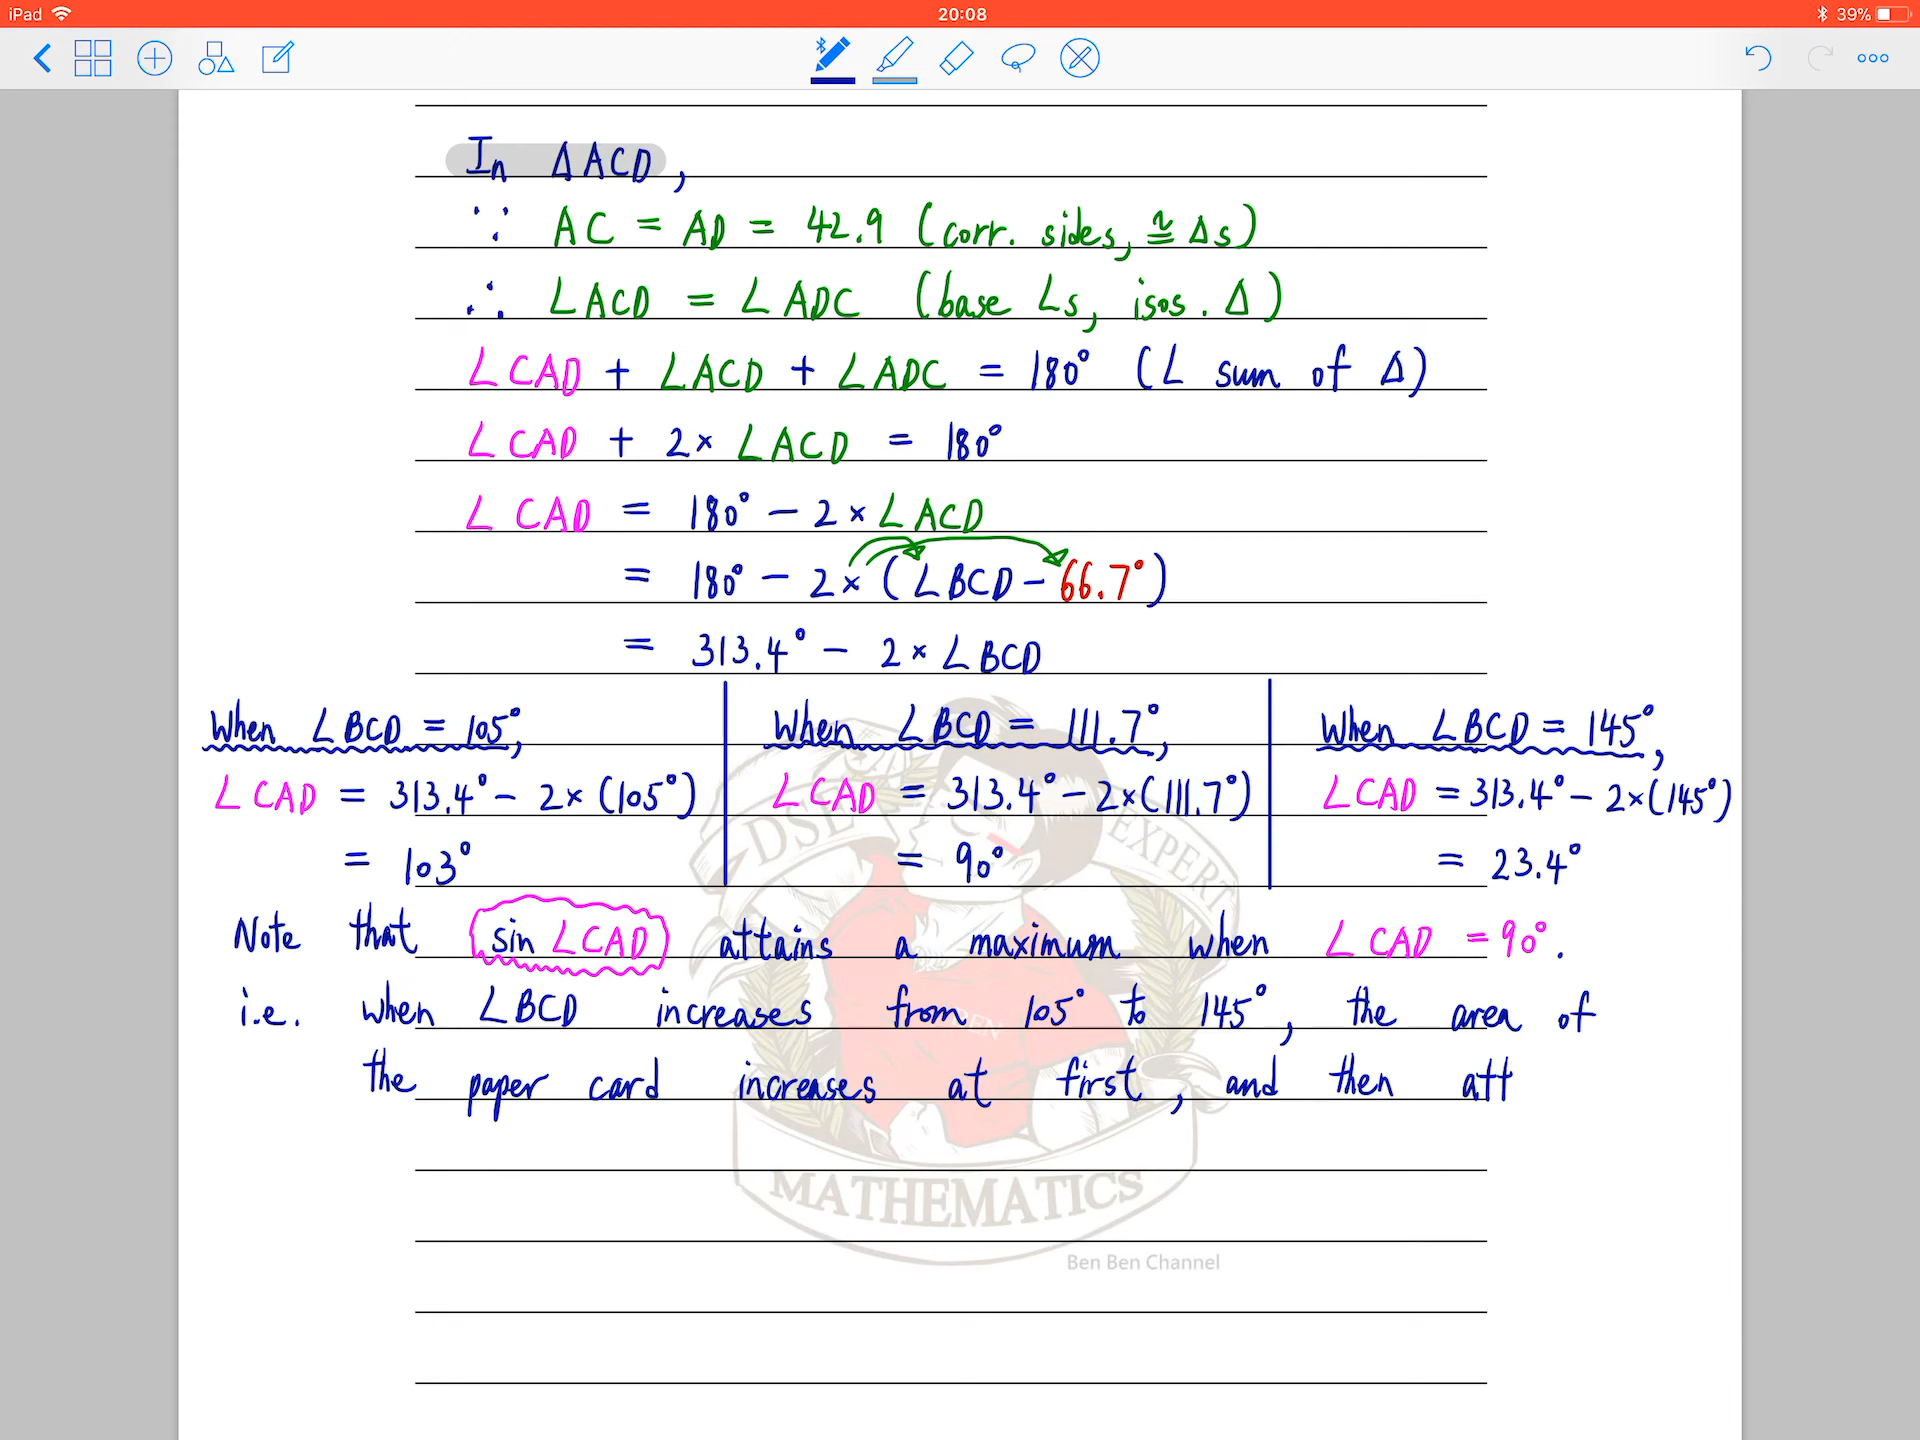 iPad 20:08 39%
In ΔACD,
∵ AC = AD = 42.9 (corr. sides, ≅ Δs)
∴ ∠ACD = ∠ADC (base ∠s, isos. Δ)
∠CAD + ∠ACD + ∠ADC = 180° (∠ sum of Δ)
∠CAD + 2× ∠ACD = 180°
∠CAD = 180° − 2 × ∠ACD
= 180° − 2× (∠BCD − 66.7°)
= 313.4° − 2 × ∠BCD
When ∠BCD = 105°,
∠CAD = 313.4° − 2× (105°)
= 103°
When ∠BCD = 111.7°,
∠CAD = 313.4° − 2×(111.7°)
= 90°
When ∠BCD = 145°,
∠CAD = 313.4° − 2×(145°)
= 23.4°
Note that sin ∠CAD attains a maximum when ∠CAD = 90°.
i.e. when ∠BCD increases from 105° to 145°, the area of
the paper card increases at first, and then att
DSE EXPERT
MATHEMATICS
Ben Ben Channel